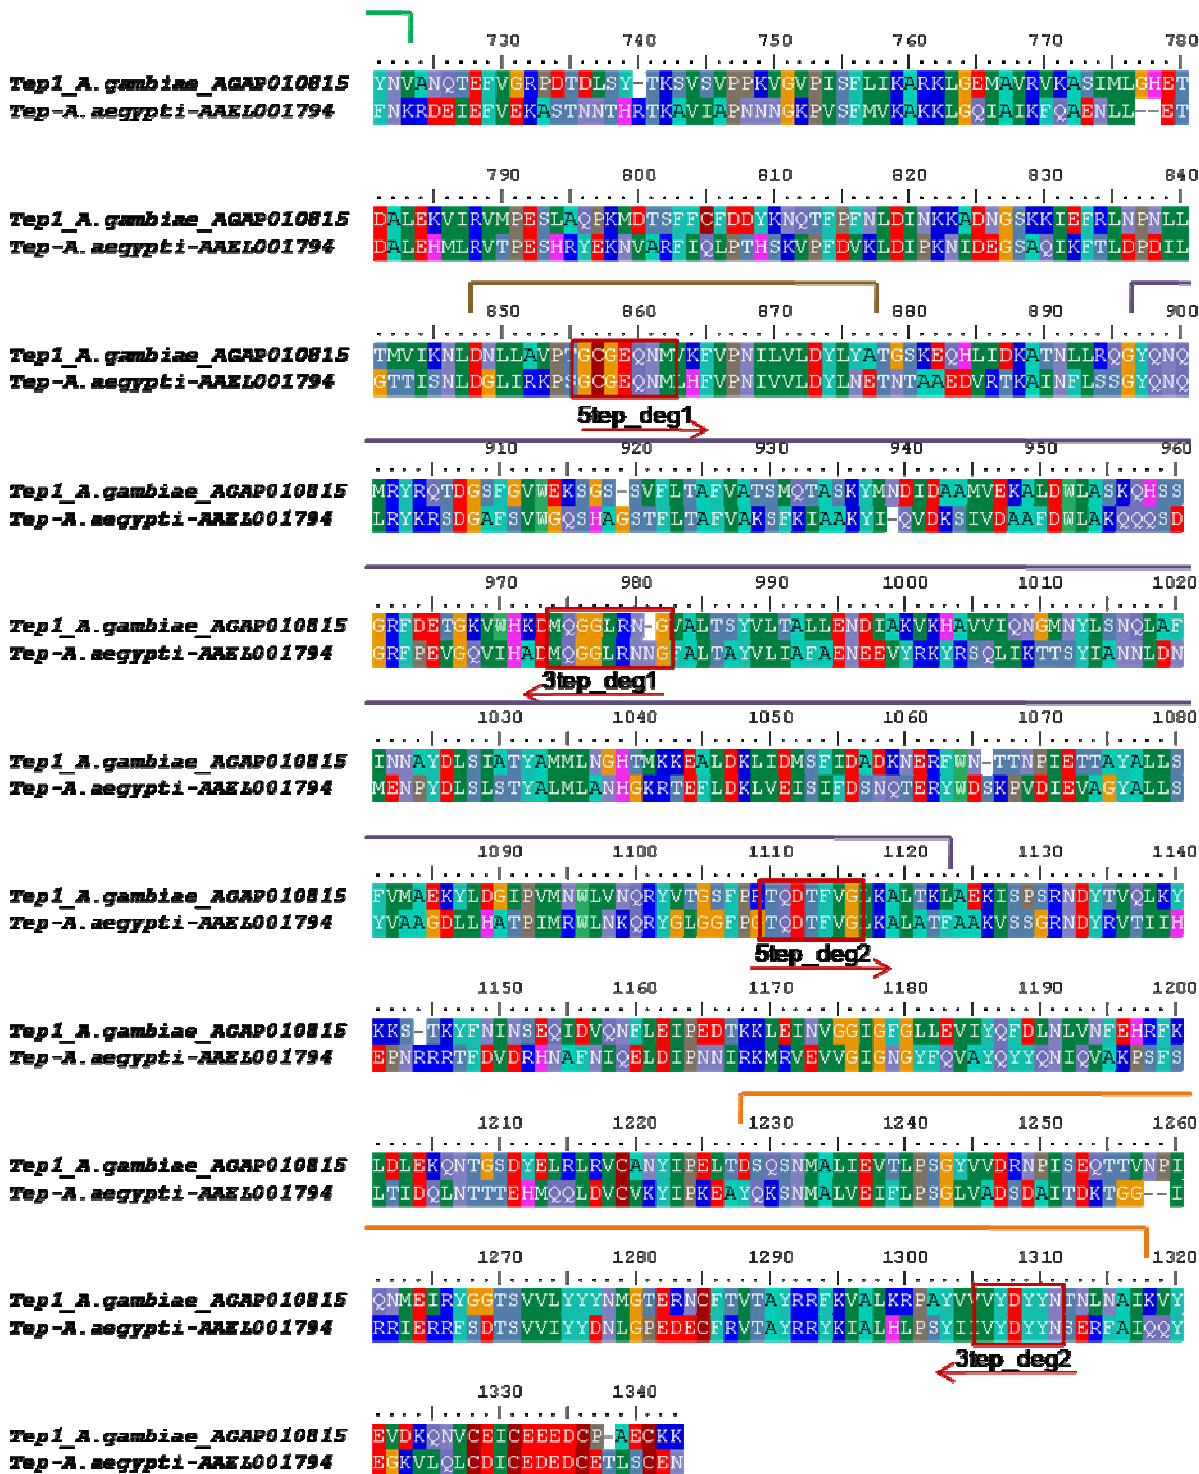 730 740 750 760 770 780
Tep1_A.gambiae_AGAP010815 YNVANQTEFVGRPDTDLSY-TKSVSVPPKVGVPISFLIKARKLGEMAVRVKASIMLGHET
Tep-A.aegypti-AAEL001794 FNKRDEIEFVEKASTNNTHRTKAVIAPNNNGKPVSFMVKAKKLGQIAIKFQAENLL--ET
790 800 810 820 830 840
Tep1_A.gambiae_AGAP010815 DALEKVIRVMPESLAQPKMDTSFFCFDDYKNQTFPFNLDINKKADNGSKKIEFRLNPNLL
Tep-A.aegypti-AAEL001794 DALEHMLRVTPESHRYEKNVARFIQLPTHSKVPFDVKLDIPKNIDEGSAQIKFTLDPDIL
850 860 870 880 890 900
Tep1_A.gambiae_AGAP010815 TMVIKNLDNLLAVPTGCGEQNMVKFVPNILVLDYLYATGSKEQHLIDKATNLLRQGYQNQ
Tep-A.aegypti-AAEL001794 GTTISNLDGLIRKPSGCGEQNMLHFVPNIVVLDYLNETNTAAEDVRTKAINFLSSGYQNQ
5tep_deg1
910 920 930 940 950 960
Tep1_A.gambiae_AGAP010815 MRYRQTDGSFGVWEKSGS-SVFLTAFVATSMQTASKYMNDIDAAMVEKALDWLASKQHSS
Tep-A.aegypti-AAEL001794 LRYKRSDGAFSVWGQSHAGSTFLTAFVAKSFKIAAKYI-QVDKSIVDAAFDWLAKQQQSD
970 980 990 1000 1010 1020
Tep1_A.gambiae_AGAP010815 GRFDETGKVWHKDMQGGLRN-GVALTSYVLTALLENDIAKVKHAVVIQNGMNYLSNQLAF
Tep-A.aegypti-AAEL001794 GRFPEVGQVIHADMQGGLRNNGFALTAYVLIAFAENEEVYRKYRSQLIKTTSYIANNLDN
3tep_deg1
1030 1040 1050 1060 1070 1080
Tep1_A.gambiae_AGAP010815 INNAYDLSIATYAMMLNGHTMKKEALDKLIDMSFIDADKNERFWN-TTNPIETTAYALLS
Tep-A.aegypti-AAEL001794 MENPYDLSLSTYALMLANHGKRTEFLDKLVEISIFDSNQTERYWDSKPVDIEVAGYALLS
1090 1100 1110 1120 1130 1140
Tep1_A.gambiae_AGAP010815 FVMAEKYLDGIPVMNWLVNQRYVTGSFPRTQDTFVGLKALTKLAEKISPSRNDYTVQLKY
Tep-A.aegypti-AAEL001794 YVAAGDLLHATPIMRWLNKQRYGLGGFPGTQDTFVGLKALATFAAKVSSGRNDYRVTIIH
5tep_deg2
1150 1160 1170 1180 1190 1200
Tep1_A.gambiae_AGAP010815 KKS-TKYFNINSEQIDVQNFLEIPEDTKKLEINVGGIGFGLLEVIYQFDLNLVNFEHRFK
Tep-A.aegypti-AAEL001794 EPNRRRTFDVDRHNAFNIQELDIPNNIRKMRVEVVGIGNGYFQVAYQYYQNIQVAKPSFS
1210 1220 1230 1240 1250 1260
Tep1_A.gambiae_AGAP010815 LDLEKQNTGSDYELRLRVCANYIPELTDSQSNMALIEVTLPSGYVVDRNPISEQTTVNPI
Tep-A.aegypti-AAEL001794 LTIDQLNTTTEHMQQLDVCVKYIPKEAYQKSNMALVEIFLPSGLVADSDAITDKTGG--I
1270 1280 1290 1300 1310 1320
Tep1_A.gambiae_AGAP010815 QNMEIRYGGTSVVLYYYNMGTERNCFTVTAYRRFKVALKRPAYVVVYDYYNTNLNAIKVY
Tep-A.aegypti-AAEL001794 RRIERRFSDTSVVIYYDNLGPEDECFRVTAYRRYKIALHLPSYIIVYDYYNSERFAIQQY
3tep_deg2
1330 1340
Tep1_A.gambiae_AGAP010815 EVDKQNVCEICEEEDCP-AECKK
Tep-A.aegypti-AAEL001794 EGKVLQLCDICEDEDCETLSCEN